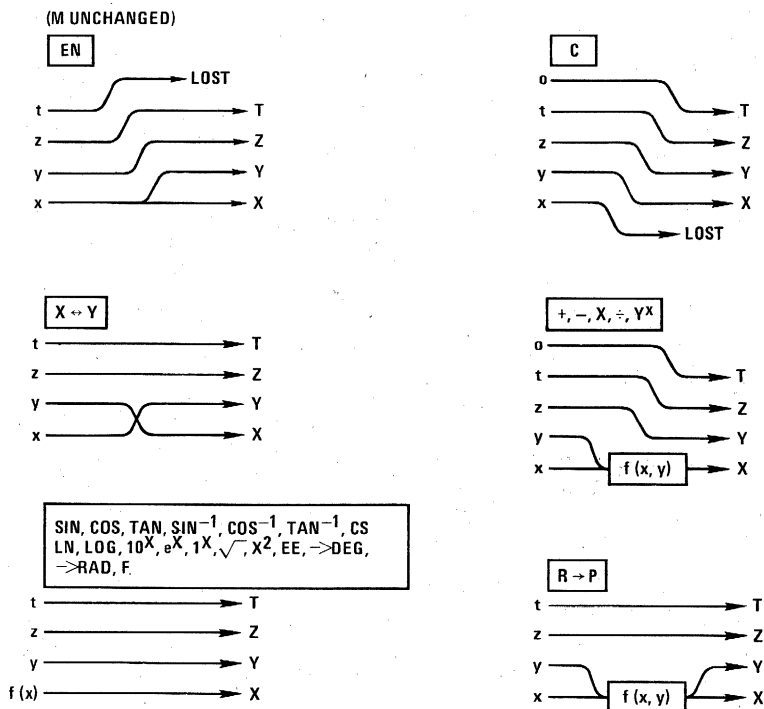 (M UNCHANGED)
EN
LOST
t T
z Z
y Y
x X
C
o
t T
z Z
y Y
x X
LOST
X ↔ Y
t T
z Z
y Y
x X
+, −, X, ÷, Yˣ
o
t T
z Z
y Y
x f (x, y) X
SIN, COS, TAN, SIN⁻¹, COS⁻¹, TAN⁻¹, CS
LN, LOG, 10ˣ, eˣ, 1ˣ, √‾, X², EE, –>DEG,
–>RAD, F.
t T
z Z
y Y
f (x) X
R → P
t T
z Z
y Y
x f (x, y) X